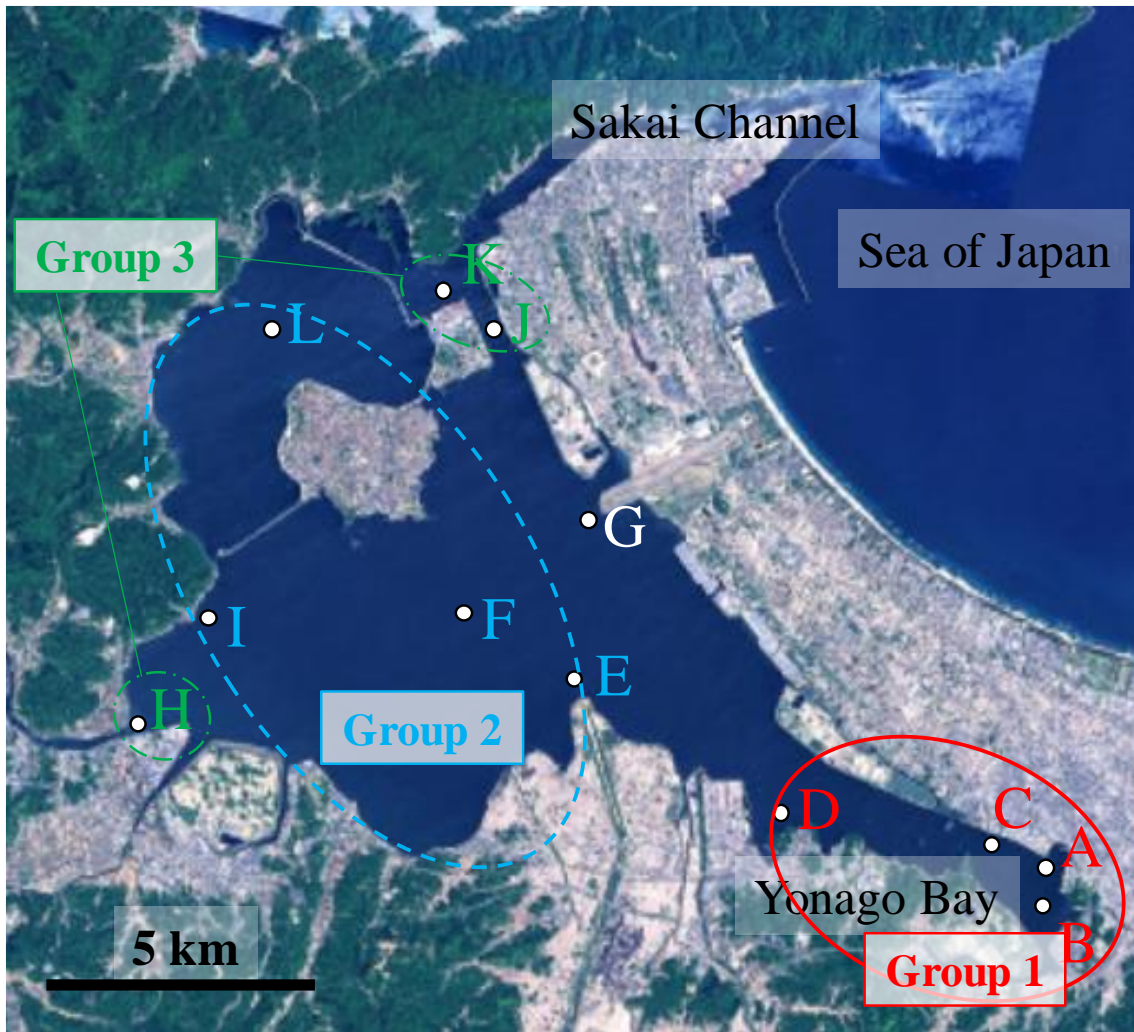 Sakai Channel
Sea of Japan
Group 3
K
L
J
G
I
F
E
Group 2
H
D
C
A
Yonago Bay
B
5 km
Group 1